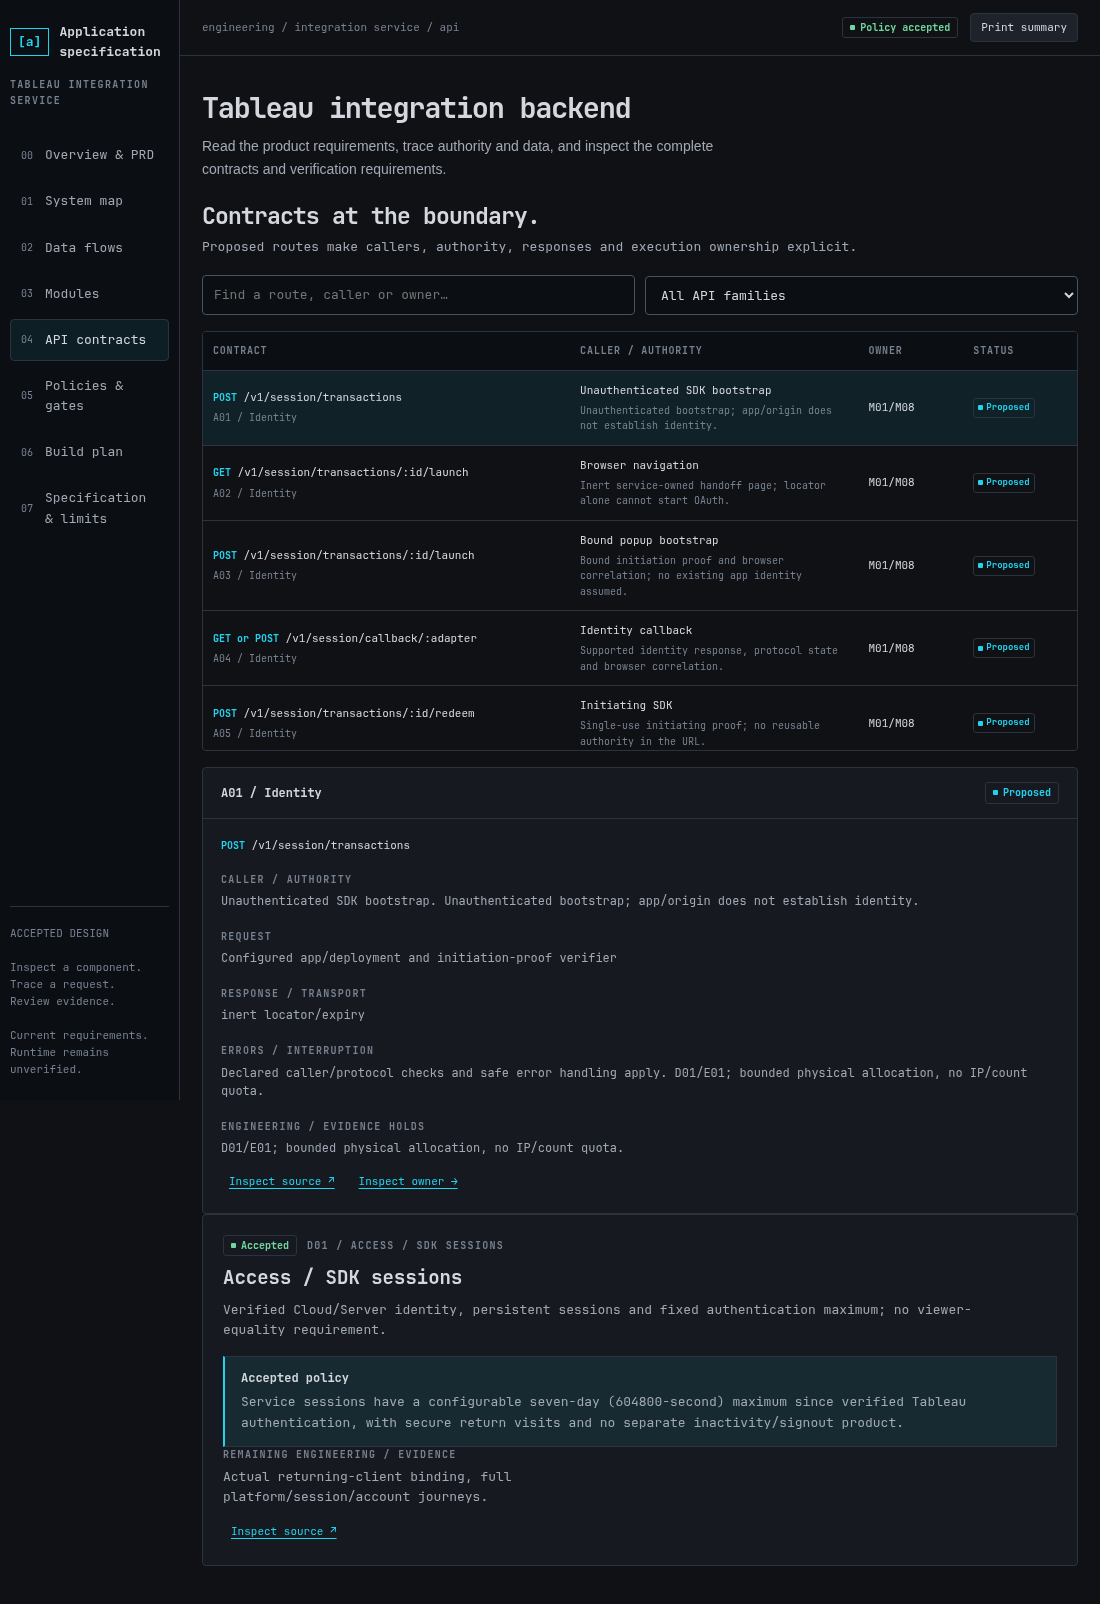 [a] Application
specification
TABLEAU INTEGRATION
SERVICE
00 Overview & PRD
01 System map
02 Data flows
03 Modules
04 API contracts
05 Policies &
gates
06 Build plan
07 Specification
& limits
ACCEPTED DESIGN
Inspect a component.
Trace a request.
Review evidence.
Current requirements.
Runtime remains
unverified.
engineering / integration service / api
Policy accepted
Print summary
Tableau integration backend
Read the product requirements, trace authority and data, and inspect the complete
contracts and verification requirements.
Contracts at the boundary.
Proposed routes make callers, authority, responses and execution ownership explicit.
Find a route, caller or owner…
All API families
CONTRACT CALLER / AUTHORITY OWNER STATUS
POST /v1/session/transactions
A01 / Identity
Unauthenticated SDK bootstrap
Unauthenticated bootstrap; app/origin does
not establish identity.
M01/M08
Proposed
GET /v1/session/transactions/:id/launch
A02 / Identity
Browser navigation
Inert service-owned handoff page; locator
alone cannot start OAuth.
M01/M08
Proposed
POST /v1/session/transactions/:id/launch
A03 / Identity
Bound popup bootstrap
Bound initiation proof and browser
correlation; no existing app identity
assumed.
M01/M08
Proposed
GET or POST /v1/session/callback/:adapter
A04 / Identity
Identity callback
Supported identity response, protocol state
and browser correlation.
M01/M08
Proposed
POST /v1/session/transactions/:id/redeem
A05 / Identity
Initiating SDK
Single-use initiating proof; no reusable
authority in the URL.
M01/M08
Proposed
A01 / Identity
Proposed
POST /v1/session/transactions
CALLER / AUTHORITY
Unauthenticated SDK bootstrap. Unauthenticated bootstrap; app/origin does not establish identity.
REQUEST
Configured app/deployment and initiation-proof verifier
RESPONSE / TRANSPORT
inert locator/expiry
ERRORS / INTERRUPTION
Declared caller/protocol checks and safe error handling apply. D01/E01; bounded physical allocation, no IP/count
quota.
ENGINEERING / EVIDENCE HOLDS
D01/E01; bounded physical allocation, no IP/count quota.
Inspect source ↗ Inspect owner →
Accepted D01 / ACCESS / SDK SESSIONS
Access / SDK sessions
Verified Cloud/Server identity, persistent sessions and fixed authentication maximum; no viewer-
equality requirement.
Accepted policy
Service sessions have a configurable seven-day (604800-second) maximum since verified Tableau
authentication, with secure return visits and no separate inactivity/signout product.
REMAINING ENGINEERING / EVIDENCE
Actual returning-client binding, full
platform/session/account journeys.
Inspect source ↗